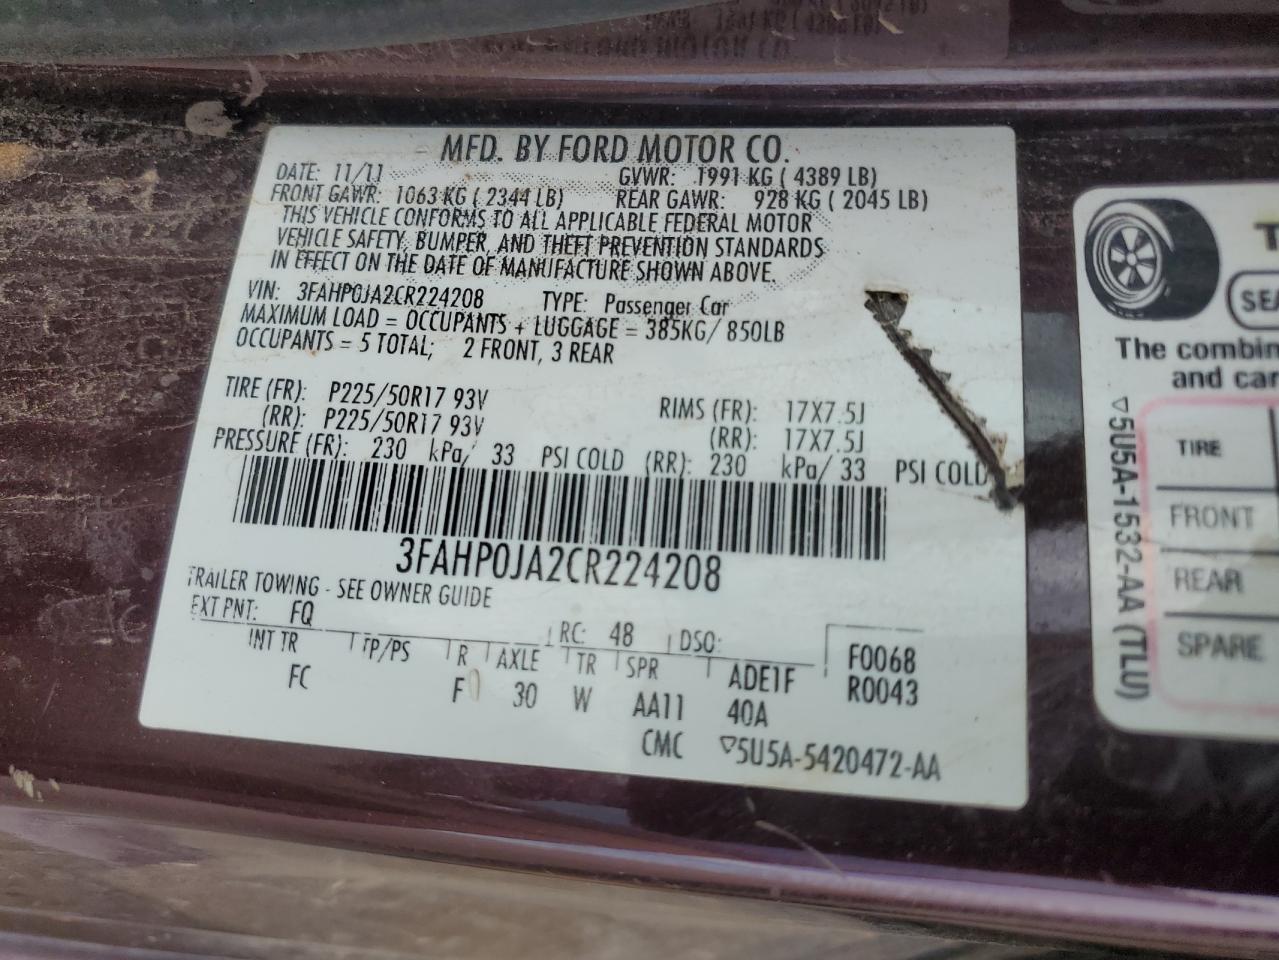 MFD. BY FORD MOTOR CO.
DATE: 11/11 GVWR: 1991 KG ( 4389 LB)
FRONT GAWR: 1063 KG ( 2344 LB) REAR GAWR: 928 KG ( 2045 LB)
THIS VEHICLE CONFORMS TO ALL APPLICABLE FEDERAL MOTOR
VEHICLE SAFETY, BUMPER, AND THEFT PREVENTION STANDARDS
IN EFFECT ON THE DATE OF MANUFACTURE SHOWN ABOVE.
VIN: 3FAHP0JA2CR224208 TYPE: Passenger Car
MAXIMUM LOAD = OCCUPANTS + LUGGAGE = 385KG/ 850LB
OCCUPANTS = 5 TOTAL; 2 FRONT, 3 REAR
TIRE (FR): P225/50R17 93V RIMS (FR): 17X7.5J
(RR): P225/50R17 93V (RR): 17X7.5J
PRESSURE (FR): 230 kPa/ 33 PSI COLD (RR): 230 kPa/ 33 PSI COLD
3FAHP0JA2CR224208
TRAILER TOWING - SEE OWNER GUIDE
EXT PNT: FQ RC: 48 DSO: F0068
INT TR TP/PS R AXLE TR SPR ADE1F R0043
FC F 30 W AA11 40A
CMC ▽5U5A-5420472-AA
The combin
and car
TIRE
FRONT
REAR
SPARE
▽5U5A-1532-AA (TLU)